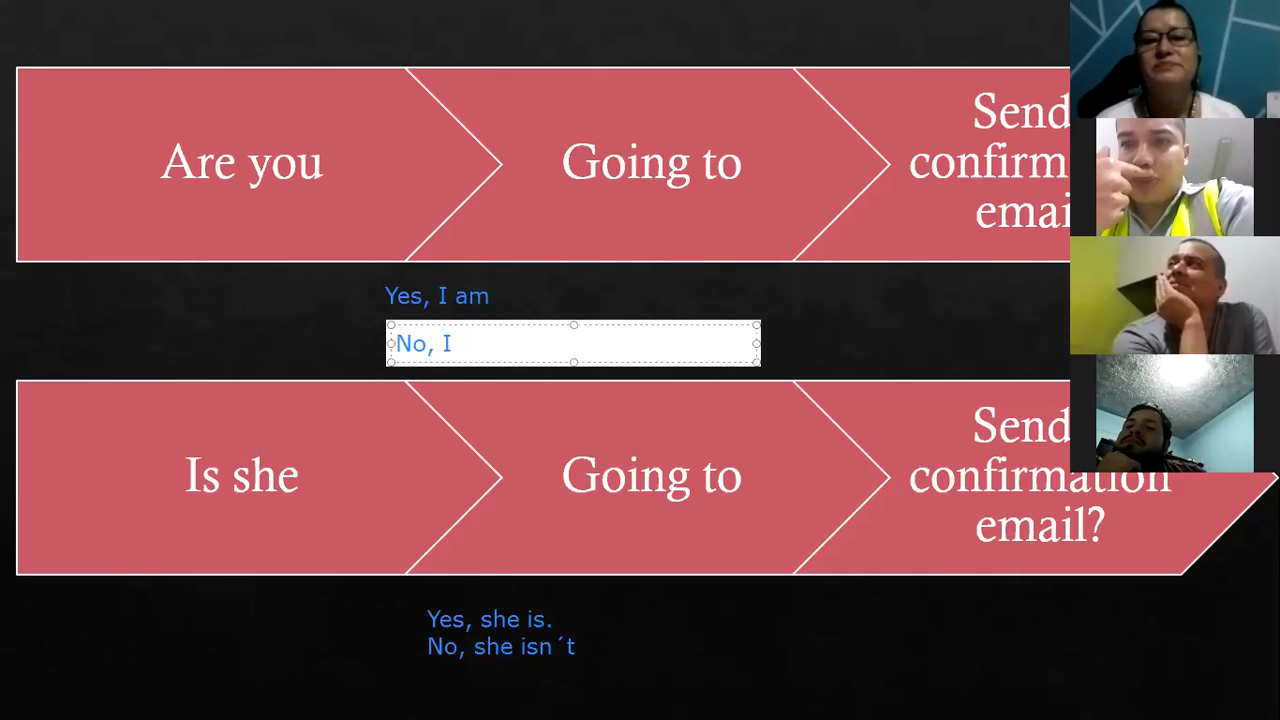 Are you
Going to
Send
confirm
emai
Yes, I am
No, I
Is she
Going to
Send
confirmation
email?
Yes, she is.
No, she isn´t